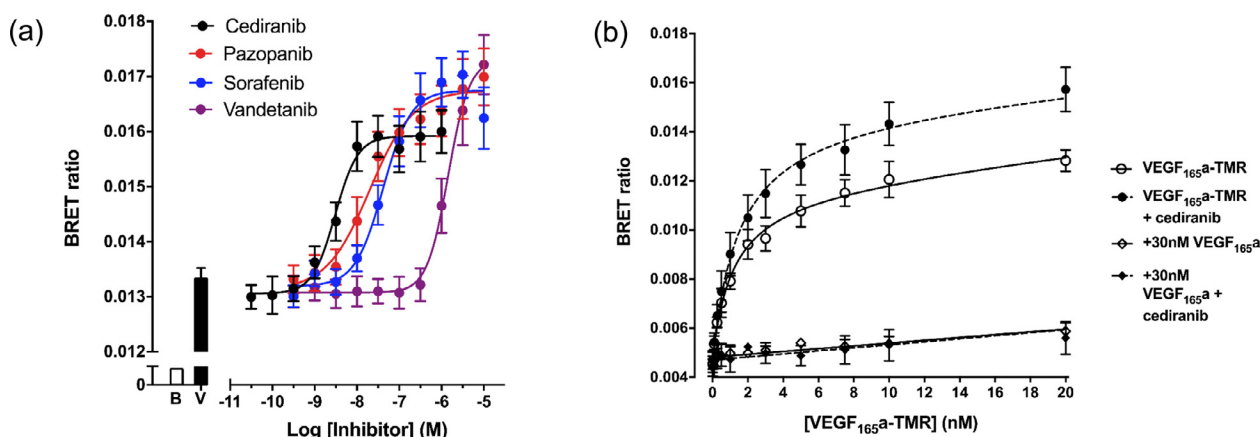 (a)
Cediranib
Pazopanib
Sorafenib
Vandetanib
BRET ratio
0.018
0.017
0.016
0.015
0.014
0.013
0.012
0
B V
-11 -10 -9 -8 -7 -6 -5
Log [Inhibitor] (M)
(b)
BRET ratio
0.018
0.016
0.014
0.012
0.010
0.008
0.006
0.004
0 2 4 6 8 10 12 14 16 18 20
[VEGF₁₆₅a-TMR] (nM)
VEGF₁₆₅a-TMR
VEGF₁₆₅a-TMR
+ cediranib
+30nM VEGF₁₆₅a
+30nM
VEGF₁₆₅a +
cediranib